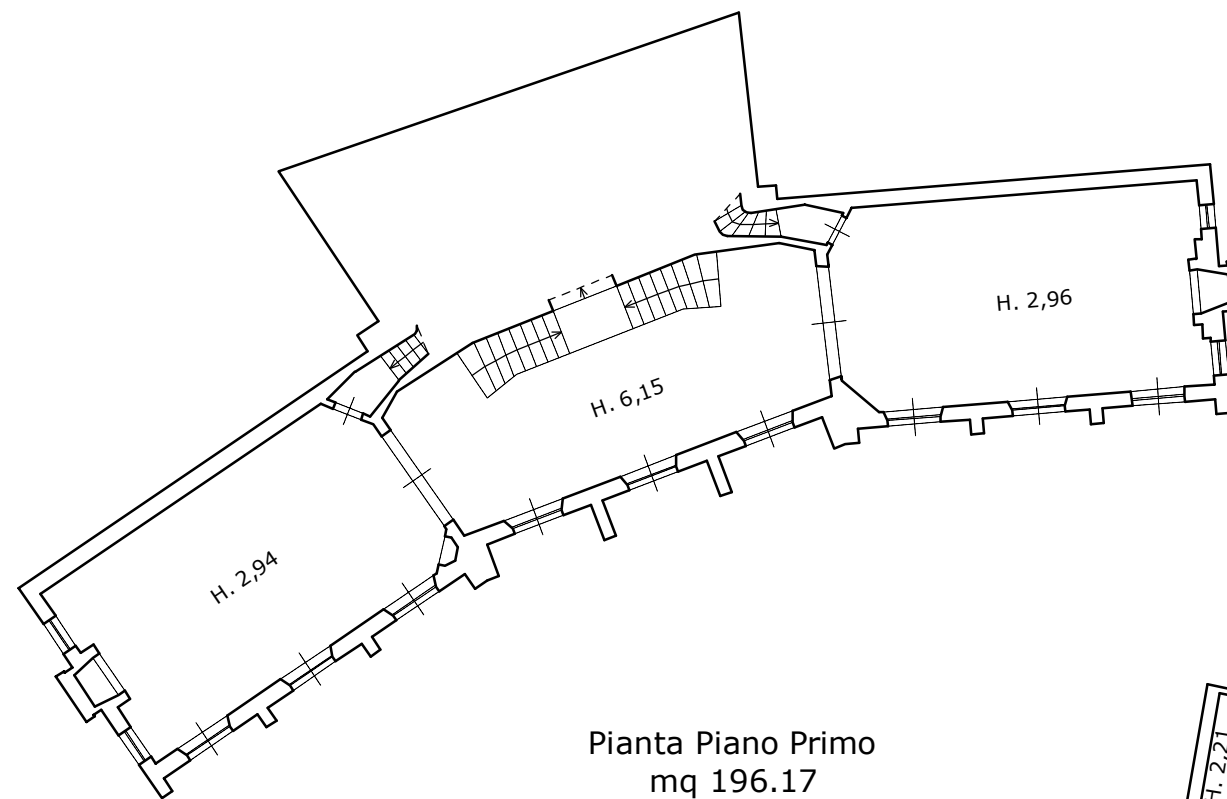 H. 2,96
H. 6,15
H. 2,94
Pianta Piano Primo
mq 196.17
H. 2,21